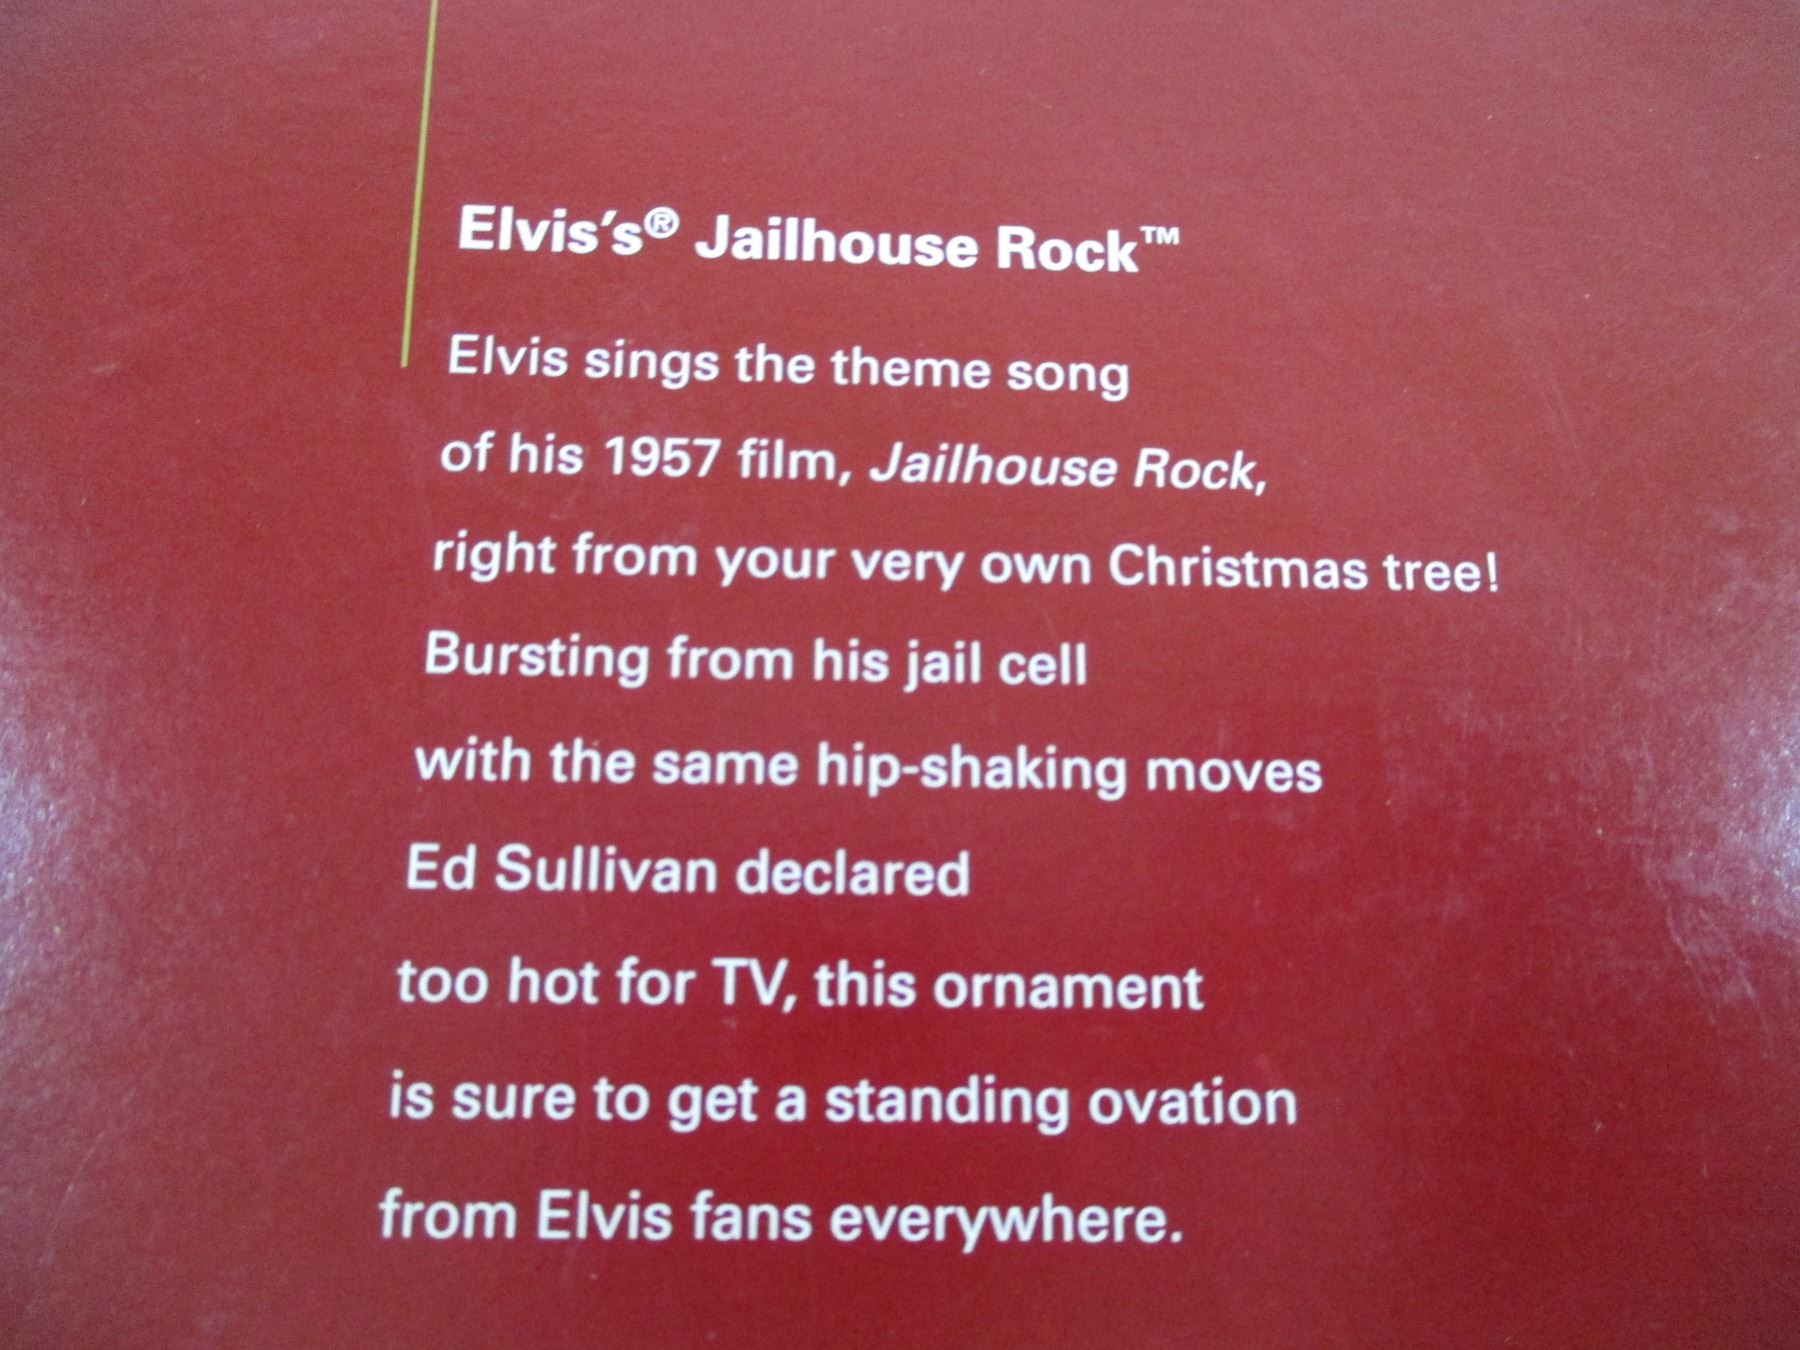 Elvis's® Jailhouse Rock™
Elvis sings the theme song
of his 1957 film, Jailhouse Rock,
right from your very own Christmas tree!
Bursting from his jail cell
with the same hip-shaking moves
Ed Sullivan declared
too hot for TV, this ornament
is sure to get a standing ovation
from Elvis fans everywhere.